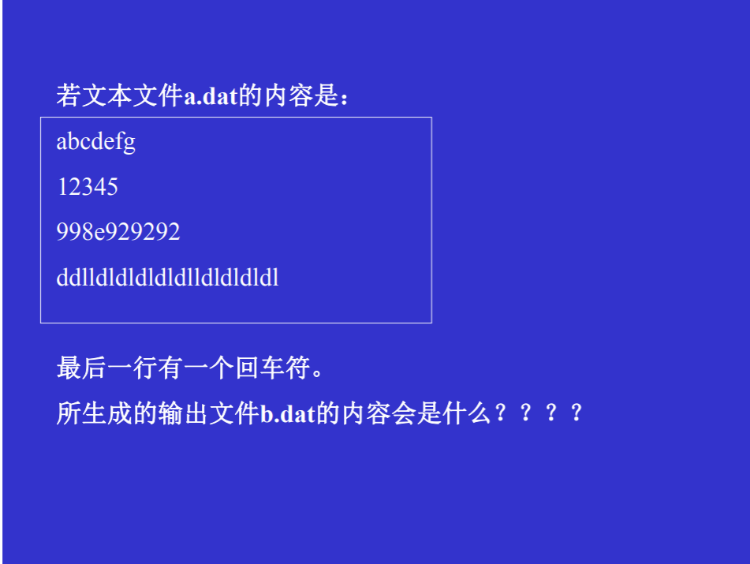 若文本文件a.dat的内容是：
abcdefg
12345
998e929292
ddlldldldldldlldldldldl
最后一行有一个回车符。
所生成的输出文件b.dat的内容会是什么？？？？